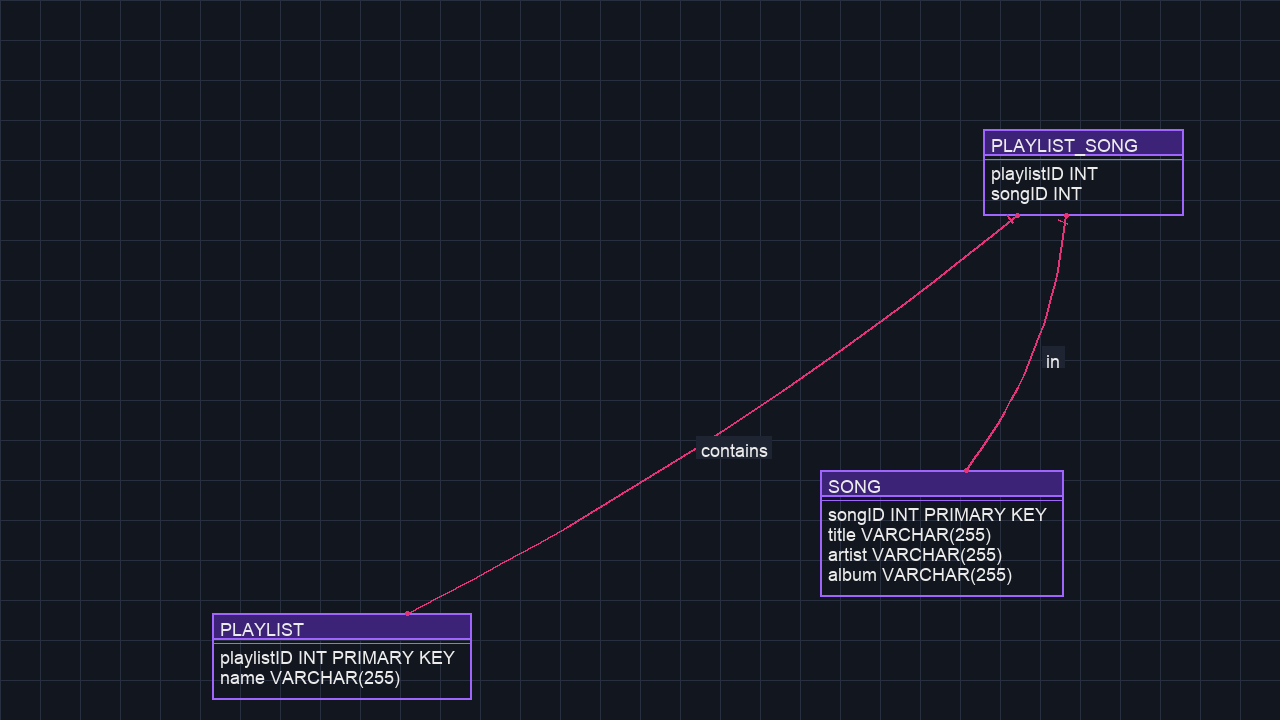 PLAYLIST_SONG
playlistID INT
songID INT
in
contains
SONG
songID INT PRIMARY KEY
title VARCHAR(255)
artist VARCHAR(255)
album VARCHAR(255)
PLAYLIST
playlistID INT PRIMARY KEY
name VARCHAR(255)